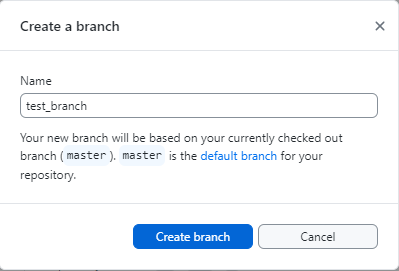 Create a branch
Name
test_branch
Your new branch will be based on your currently checked out
branch (master). master is the default branch for your
repository.
Create branch
Cancel